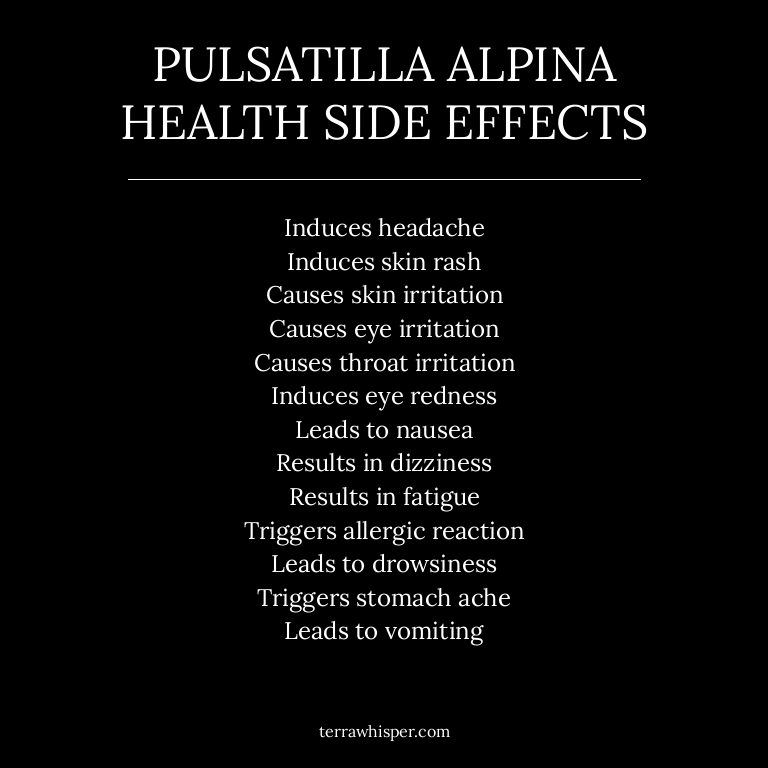 PULSATILLA ALPINA
HEALTH SIDE EFFECTS
Induces headache
Induces skin rash
Causes skin irritation
Causes eye irritation
Causes throat irritation
Induces eye redness
Leads to nausea
Results in dizziness
Results in fatigue
Triggers allergic reaction
Leads to drowsiness
Triggers stomach ache
Leads to vomiting
terrawhisper.com